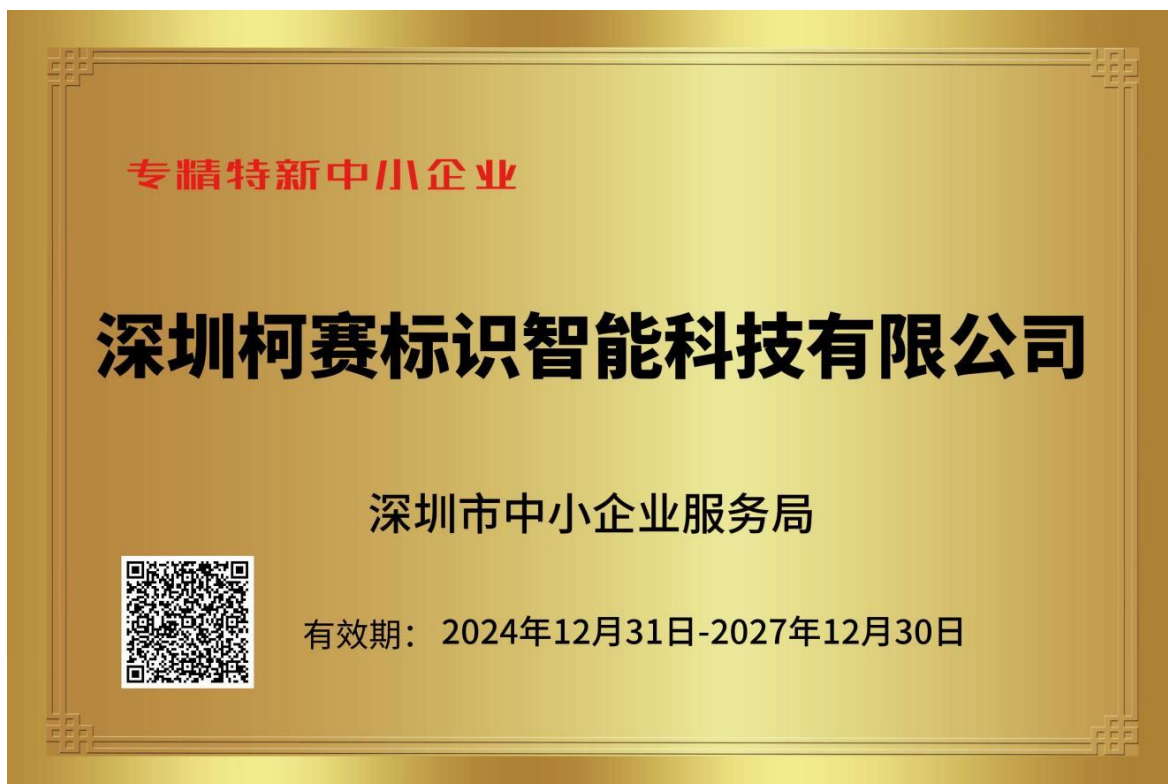 专精特新中小企业
深圳柯赛标识智能科技有限公司
深圳市中小企业服务局
有效期： 2024年12月31日-2027年12月30日